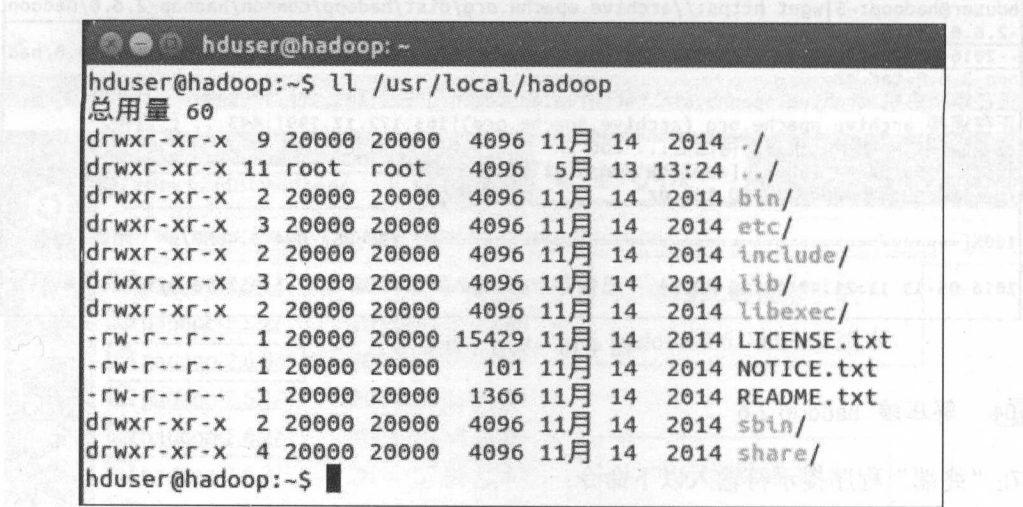 hduser@hadoop: ~
hduser@hadoop:~$ ll /usr/local/hadoop
总用量 60
drwxr-xr-x 9 20000 20000 4096 11月 14 2014 ./
drwxr-xr-x 11 root root 4096 5月 13 13:24 ../
drwxr-xr-x 2 20000 20000 4096 11月 14 2014 bin/
drwxr-xr-x 3 20000 20000 4096 11月 14 2014 etc/
drwxr-xr-x 2 20000 20000 4096 11月 14 2014 include/
drwxr-xr-x 3 20000 20000 4096 11月 14 2014 lib/
drwxr-xr-x 2 20000 20000 4096 11月 14 2014 libexec/
-rw-r--r-- 1 20000 20000 15429 11月 14 2014 LICENSE.txt
-rw-r--r-- 1 20000 20000 101 11月 14 2014 NOTICE.txt
-rw-r--r-- 1 20000 20000 1366 11月 14 2014 README.txt
drwxr-xr-x 2 20000 20000 4096 11月 14 2014 sbin/
drwxr-xr-x 4 20000 20000 4096 11月 14 2014 share/
hduser@hadoop:~$